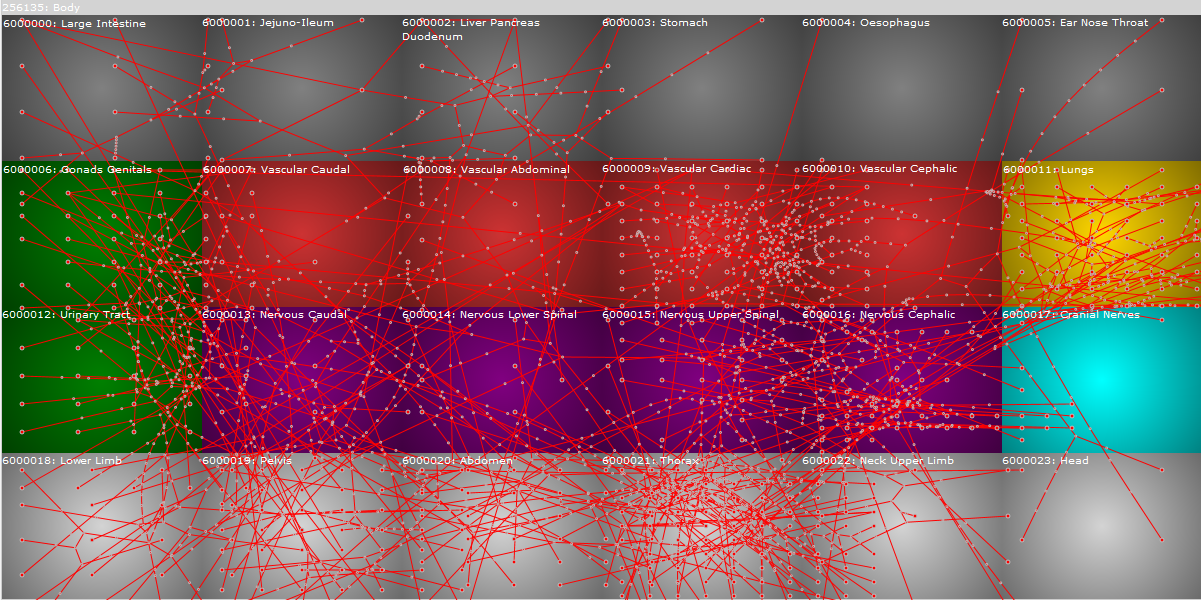 256135: Body
6000000: Large Intestine
6000001: Jejuno-Ileum
6000002: Liver Pancreas
Duodenum
6000003: Stomach
6000004: Oesophagus
6000005: Ear Nose Throat
6000006: Gonads Genitals
6000007: Vascular Caudal
6000008: Vascular Abdominal
6000009: Vascular Cardiac
6000010: Vascular Cephalic
6000011: Lungs
6000012: Urinary Tract
6000013: Nervous Caudal
6000014: Nervous Lower Spinal
6000015: Nervous Upper Spinal
6000016: Nervous Cephalic
6000017: Cranial Nerves
6000018: Lower Limb
6000019: Pelvis
6000020: Abdomen
6000021: Thorax
6000022: Neck Upper Limb
6000023: Head